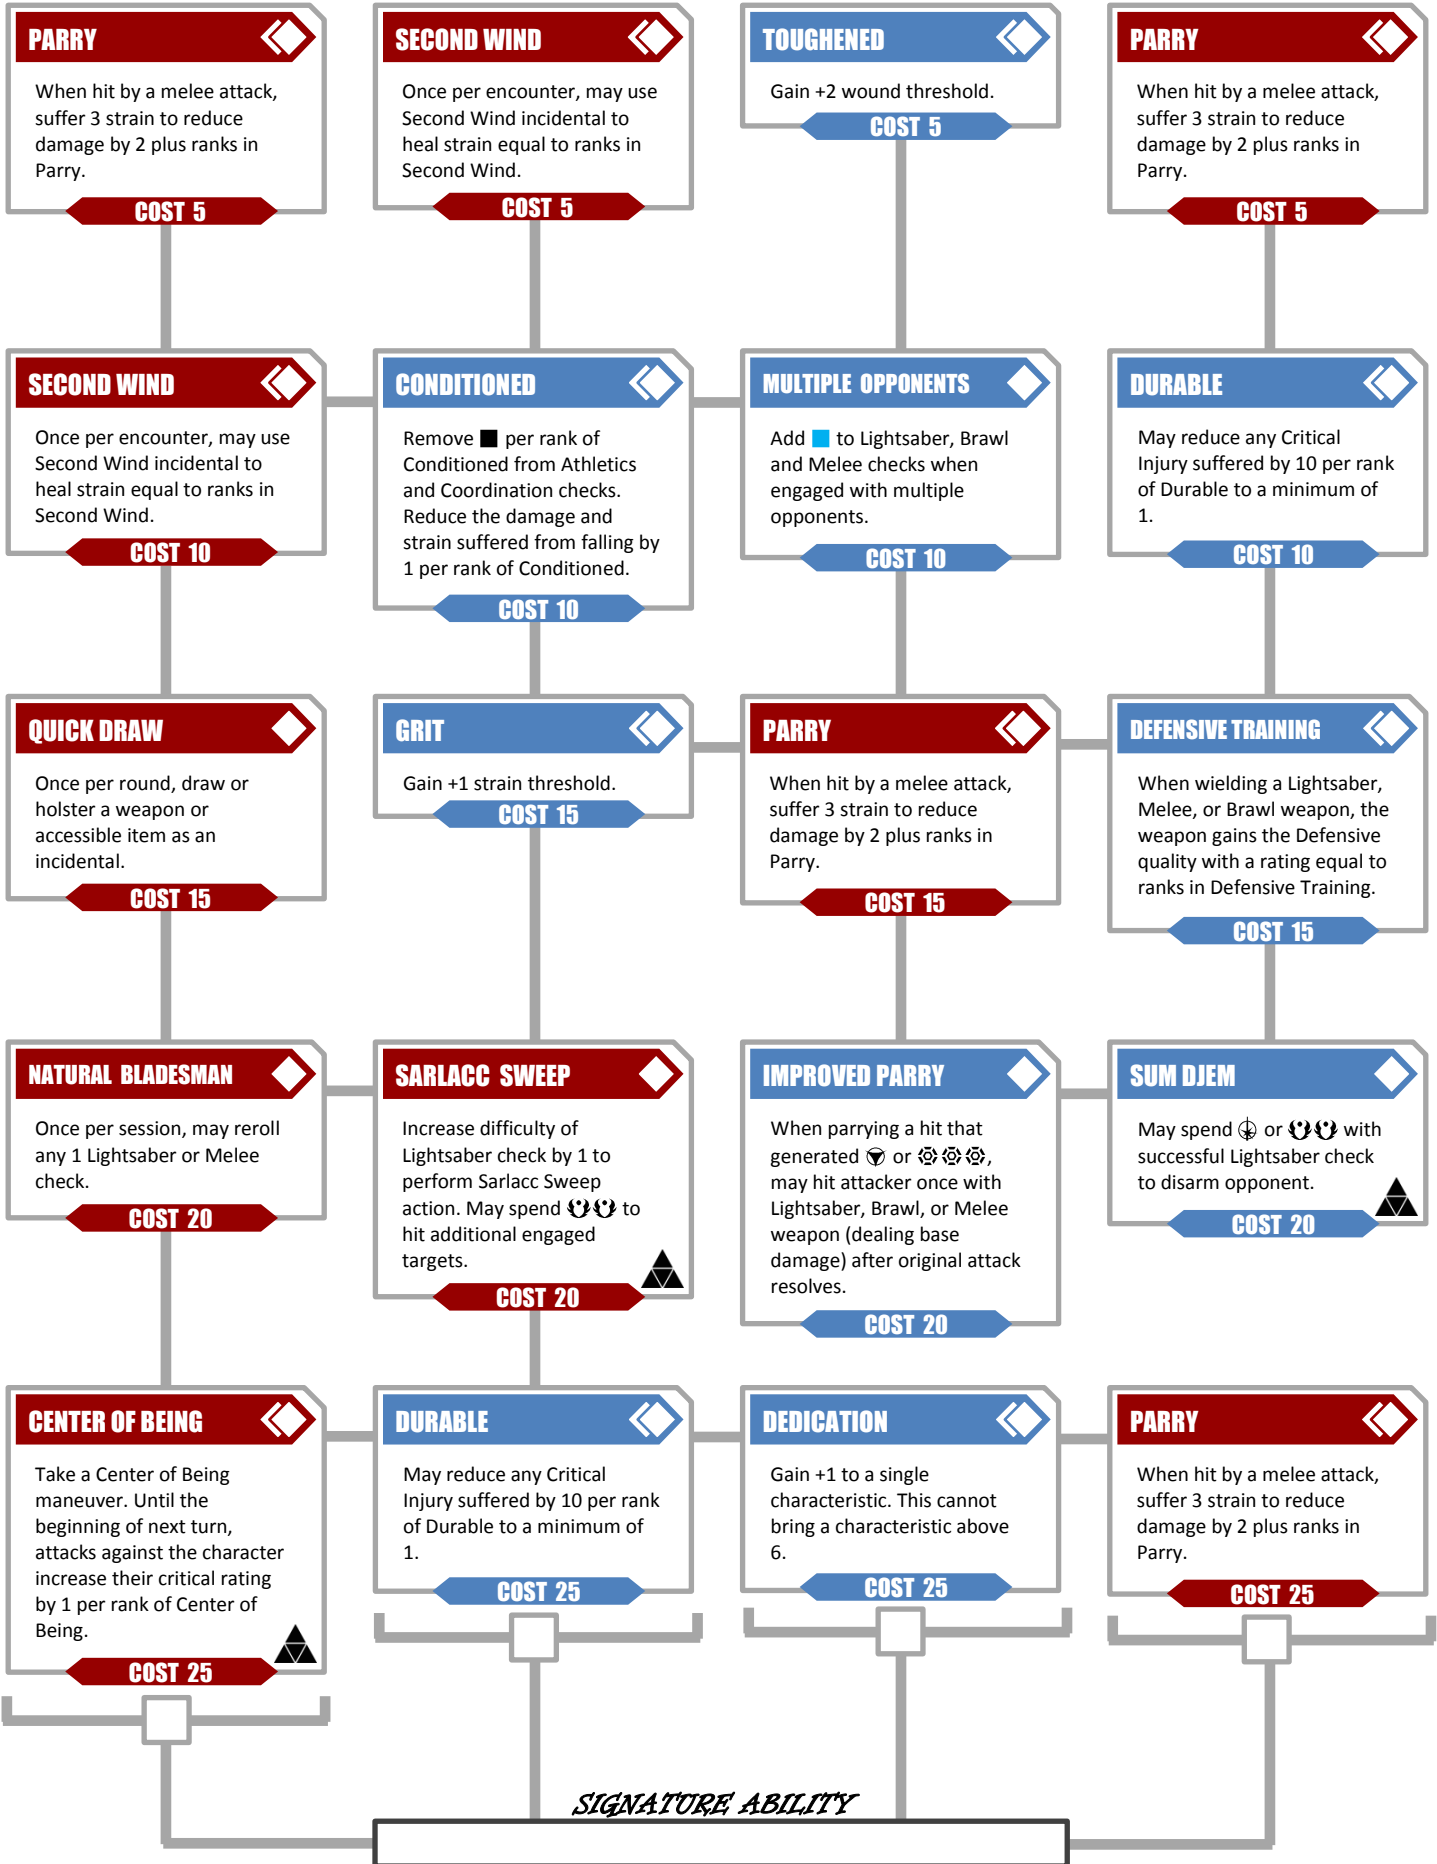 PARRY
When hit by a melee attack,
suffer 3 strain to reduce
damage by 2 plus ranks in
Parry.
COST 5
SECOND WIND
Once per encounter, may use
Second Wind incidental to
heal strain equal to ranks in
Second Wind.
COST 5
TOUGHENED
Gain +2 wound threshold.
COST 5
PARRY
When hit by a melee attack,
suffer 3 strain to reduce
damage by 2 plus ranks in
Parry.
COST 5
SECOND WIND
Once per encounter, may use
Second Wind incidental to
heal strain equal to ranks in
Second Wind.
COST 10
CONDITIONED
Remove per rank of
Conditioned from Athletics
and Coordination checks.
Reduce the damage and
strain suffered from falling by
1 per rank of Conditioned.
COST 10
MULTIPLE OPPONENTS
Add to Lightsaber, Brawl
and Melee checks when
engaged with multiple
opponents.
COST 10
DURABLE
May reduce any Critical
Injury suffered by 10 per rank
of Durable to a minimum of
1.
COST 10
QUICK DRAW
Once per round, draw or
holster a weapon or
accessible item as an
incidental.
COST 15
GRIT
Gain +1 strain threshold.
COST 15
PARRY
When hit by a melee attack,
suffer 3 strain to reduce
damage by 2 plus ranks in
Parry.
COST 15
DEFENSIVE TRAINING
When wielding a Lightsaber,
Melee, or Brawl weapon, the
weapon gains the Defensive
quality with a rating equal to
ranks in Defensive Training.
COST 15
NATURAL BLADESMAN
Once per session, may reroll
any 1 Lightsaber or Melee
check.
COST 20
SARLACC SWEEP
Increase difficulty of
Lightsaber check by 1 to
perform Sarlacc Sweep
action. May spend to
hit additional engaged
targets.
COST 20
IMPROVED PARRY
When parrying a hit that
generated or ,
may hit attacker once with
Lightsaber, Brawl, or Melee
weapon (dealing base
damage) after original attack
resolves.
COST 20
SUM DJEM
May spend or with
successful Lightsaber check
to disarm opponent.
COST 20
CENTER OF BEING
Take a Center of Being
maneuver. Until the
beginning of next turn,
attacks against the character
increase their critical rating
by 1 per rank of Center of
Being.
COST 25
DURABLE
May reduce any Critical
Injury suffered by 10 per rank
of Durable to a minimum of
1.
COST 25
DEDICATION
Gain +1 to a single
characteristic. This cannot
bring a characteristic above
6.
COST 25
PARRY
When hit by a melee attack,
suffer 3 strain to reduce
damage by 2 plus ranks in
Parry.
COST 25
SIGNATURE ABILITY